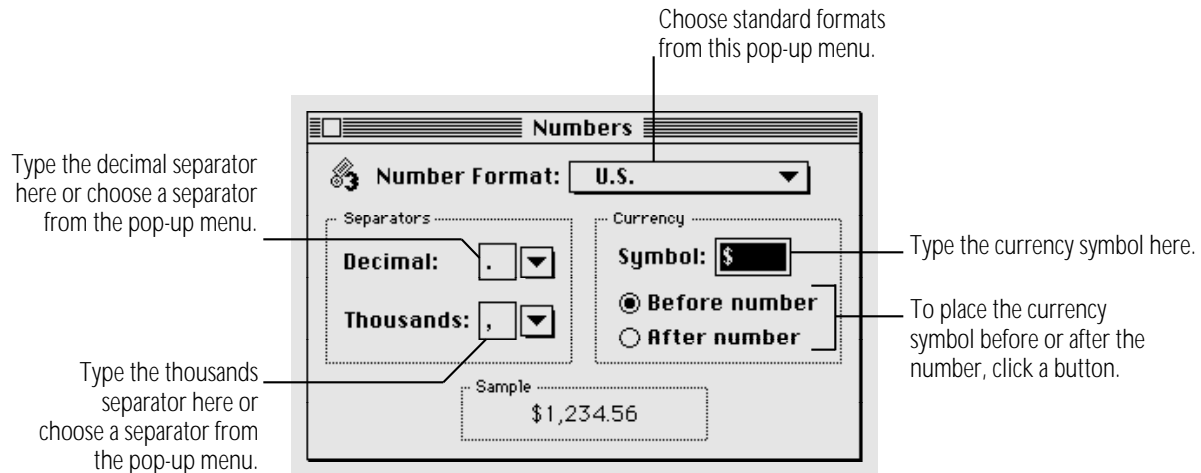 Choose standard formats
from this pop-up menu.
Numbers
Type the decimal separator
here or choose a separator
from the pop-up menu.
3 Number Format: U.S.
Separators
Decimal: .
Thousands: ,
Currency
Symbol: $
Before number
After number
Type the currency symbol here.
To place the currency
symbol before or after the
number, click a button.
Type the thousands
separator here or
choose a separator from
the pop-up menu.
Sample
$1,234.56